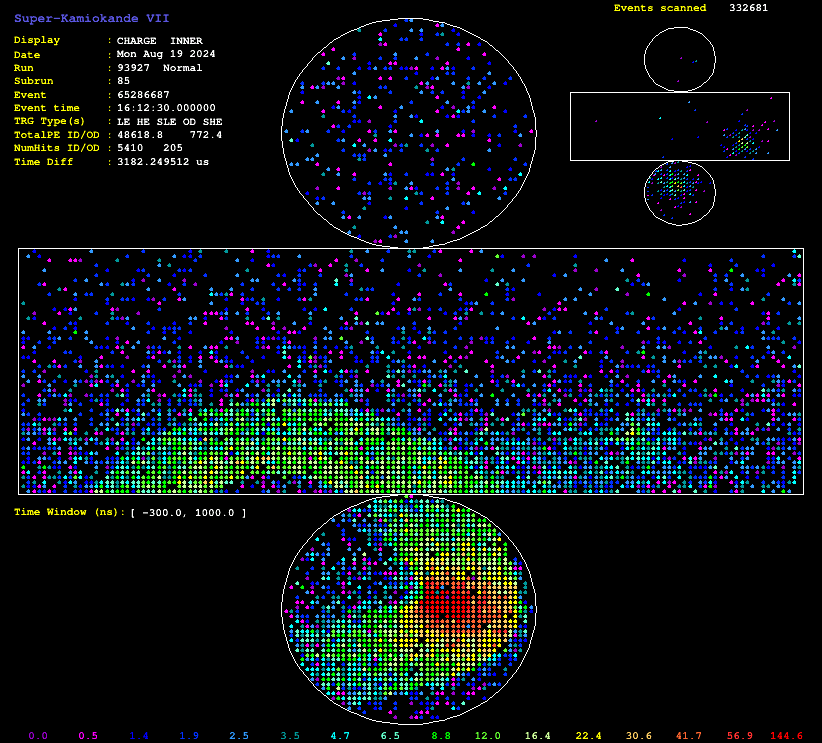 Super-Kamiokande VII
Events scanned 332681
Display : CHARGE INNER
Date : Mon Aug 19 2024
Run : 93927 Normal
Subrun : 85
Event : 65286687
Event time : 16:12:30.000000
TRG Type(s) : LE HE SLE OD SHE
TotalPE ID/OD : 48618.8 772.4
NumHits ID/OD : 5410 205
Time Diff : 3182.249512 us
Time Window (ns): [ -300.0, 1000.0 ]
0.0 0.5 1.4 1.9 2.5 3.5 4.7 6.5 8.8 12.0 16.4 22.4 30.6 41.7 56.9 144.6